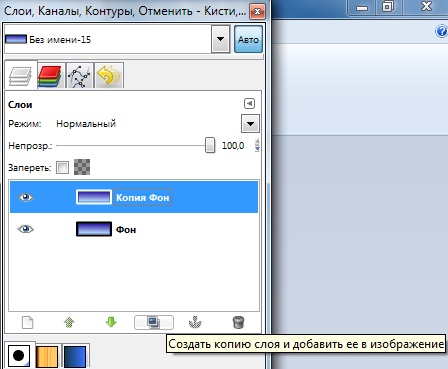 Слои, Каналы, Контуры, Отменить - Кисти,...
Без имени-15
Авто
Слои
Режим: Нормальный
Непрозр.: 100,0
Запереть:
Копия Фон
Фон
Создать копию слоя и добавить ее в изображение